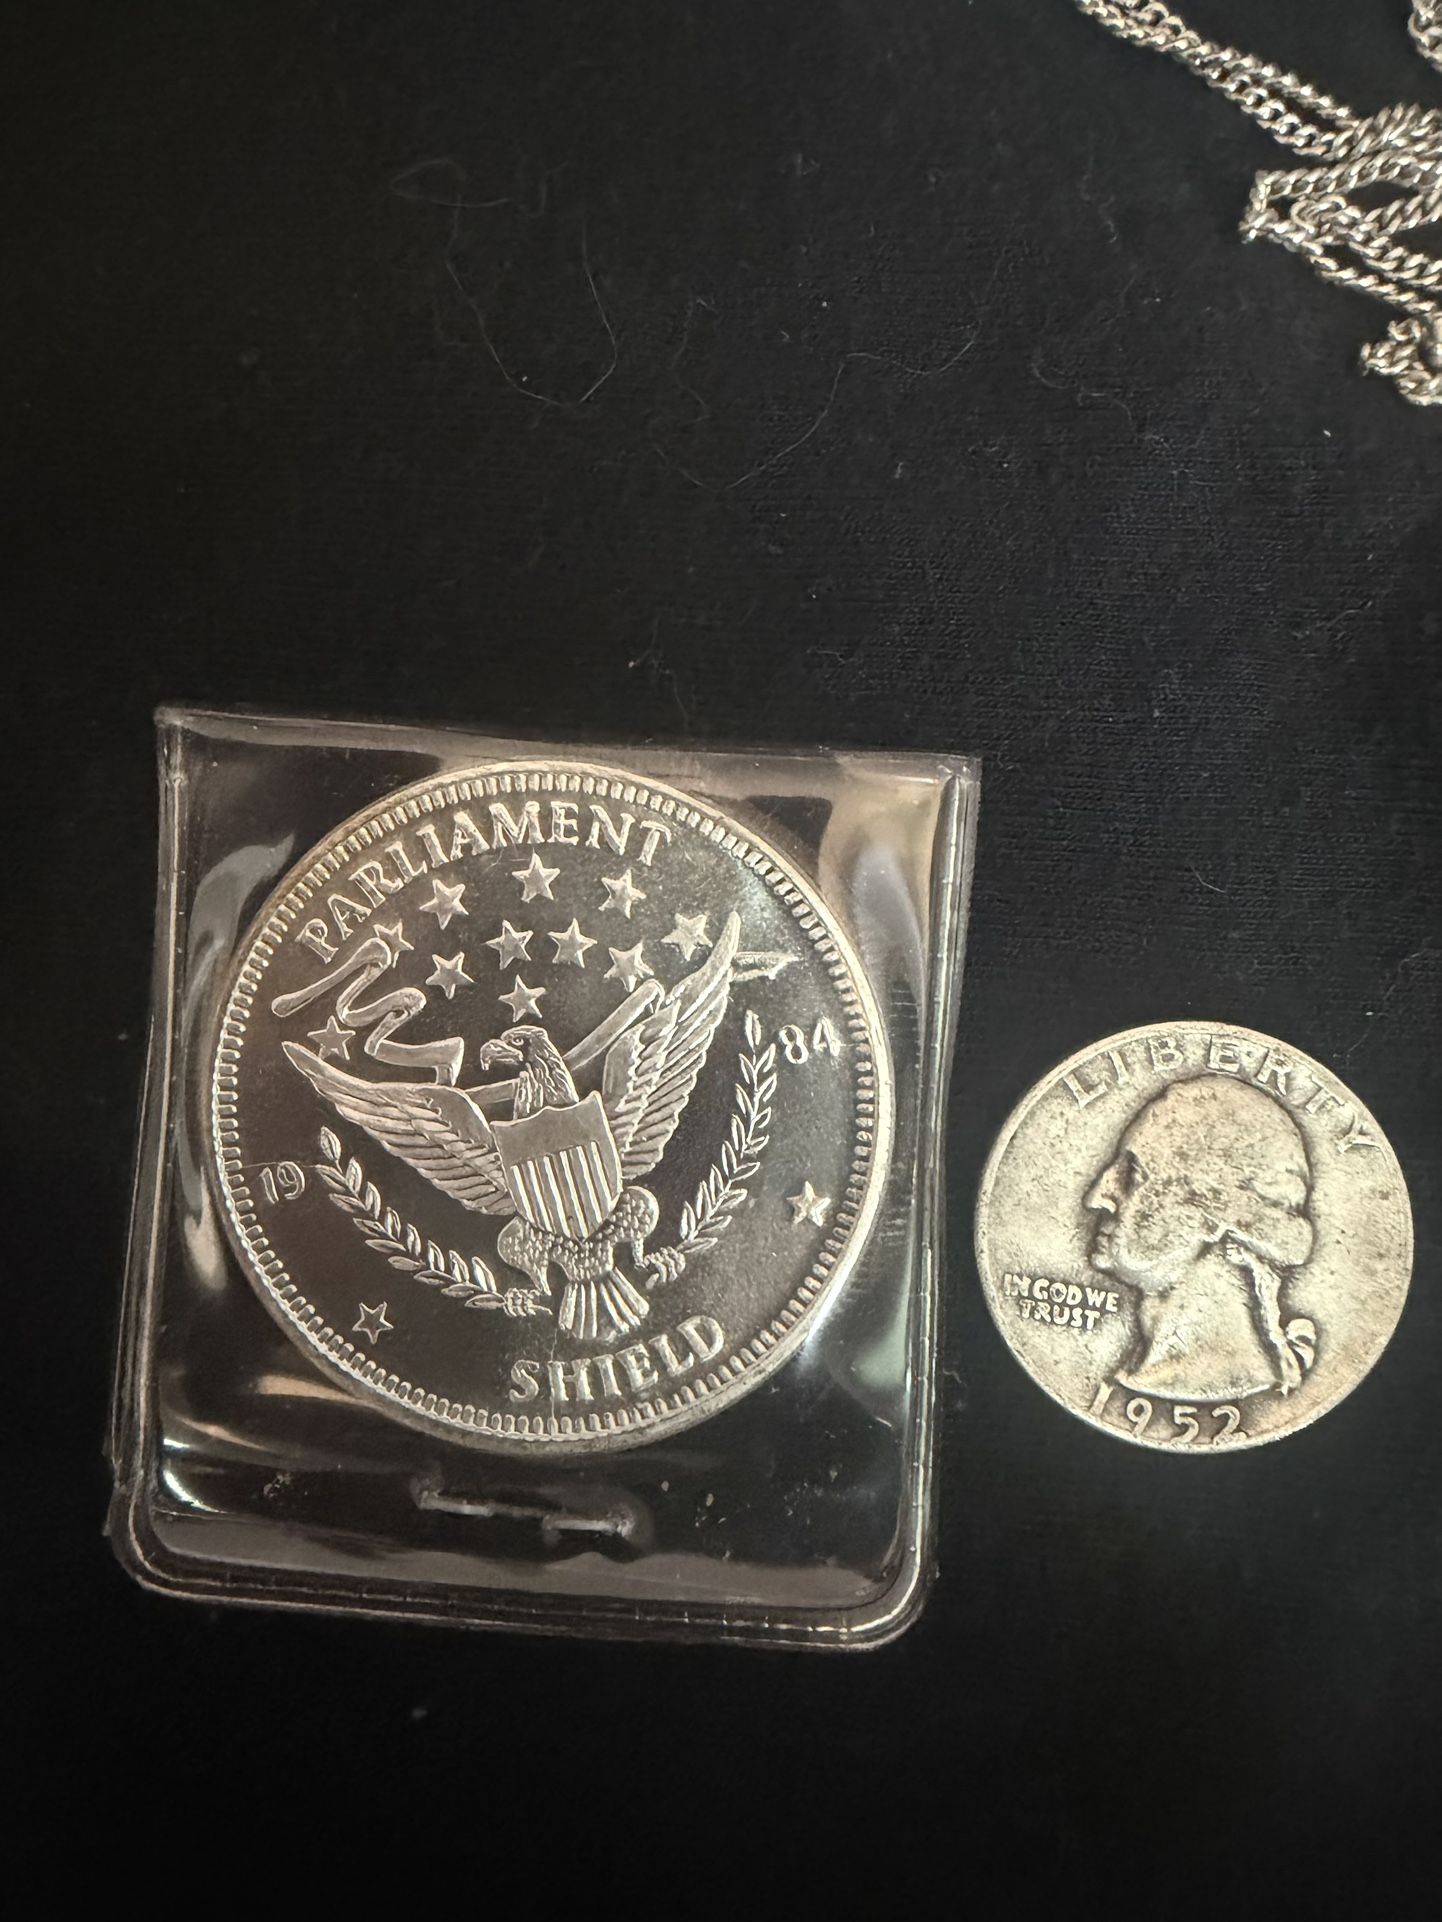 PARLIAMENT
19 84
SHIELD
LIBERTY
IN GOD WE
TRUST
1952